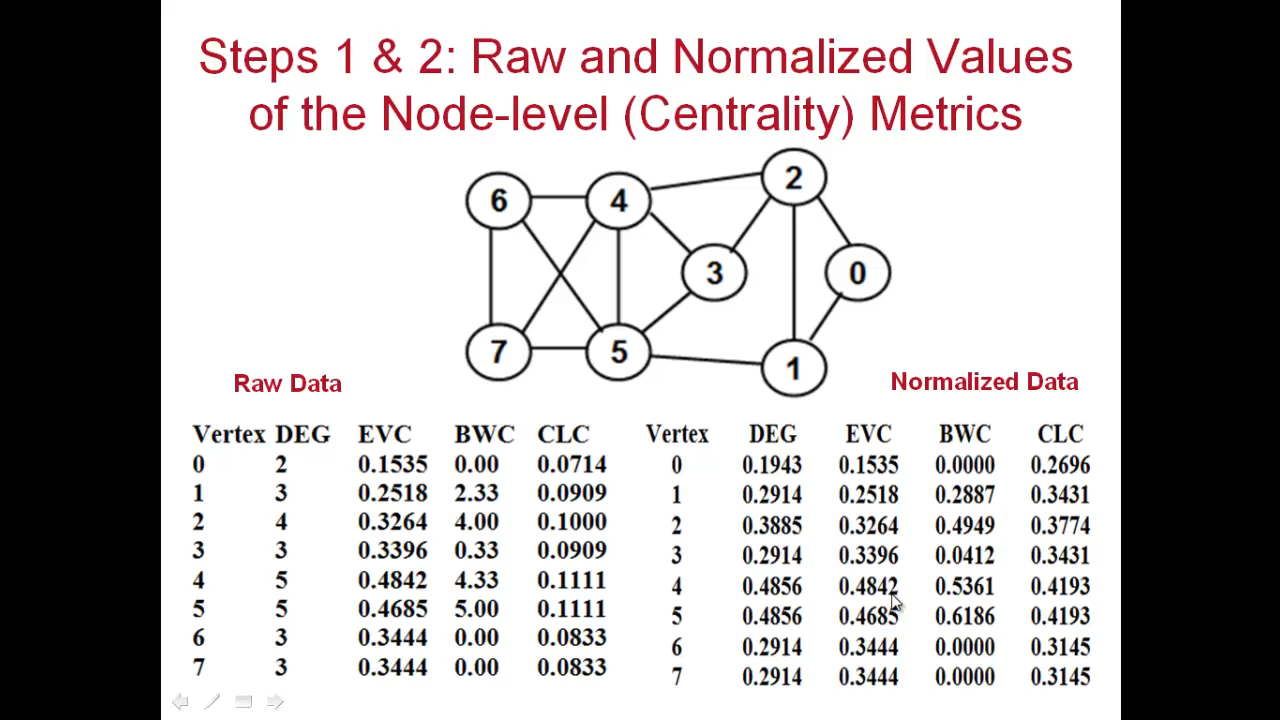 Steps 1 & 2: Raw and Normalized Values
of the Node-level (Centrality) Metrics
2
6 4
3 0
7 5
1
Raw Data
Normalized Data
Vertex DEG EVC BWC CLC
0 2 0.1535 0.00 0.0714
1 3 0.2518 2.33 0.0909
2 4 0.3264 4.00 0.1000
3 3 0.3396 0.33 0.0909
4 5 0.4842 4.33 0.1111
5 5 0.4685 5.00 0.1111
6 3 0.3444 0.00 0.0833
7 3 0.3444 0.00 0.0833
Vertex DEG EVC BWC CLC
0 0.1943 0.1535 0.0000 0.2696
1 0.2914 0.2518 0.2887 0.3431
2 0.3885 0.3264 0.4949 0.3774
3 0.2914 0.3396 0.0412 0.3431
4 0.4856 0.4842 0.5361 0.4193
5 0.4856 0.4685 0.6186 0.4193
6 0.2914 0.3444 0.0000 0.3145
7 0.2914 0.3444 0.0000 0.3145